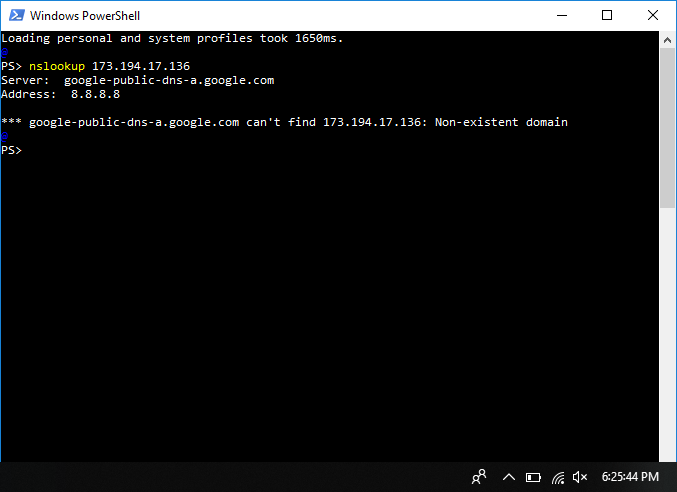 Windows PowerShell
Loading personal and system profiles took 1650ms.
@
PS> nslookup 173.194.17.136
Server:  google-public-dns-a.google.com
Address:  8.8.8.8
*** google-public-dns-a.google.com can't find 173.194.17.136: Non-existent domain
@
PS>
6:25:44 PM